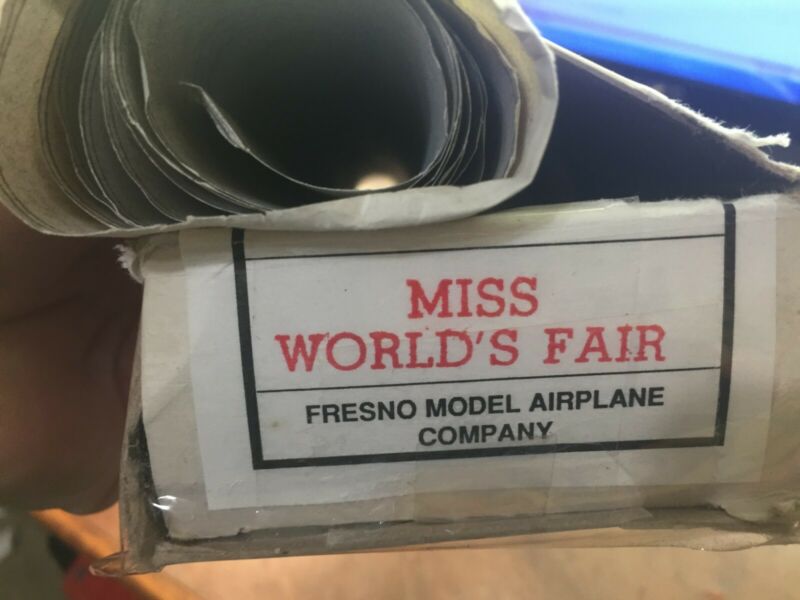 MISS
WORLD'S FAIR
FRESNO MODEL AIRPLANE
COMPANY